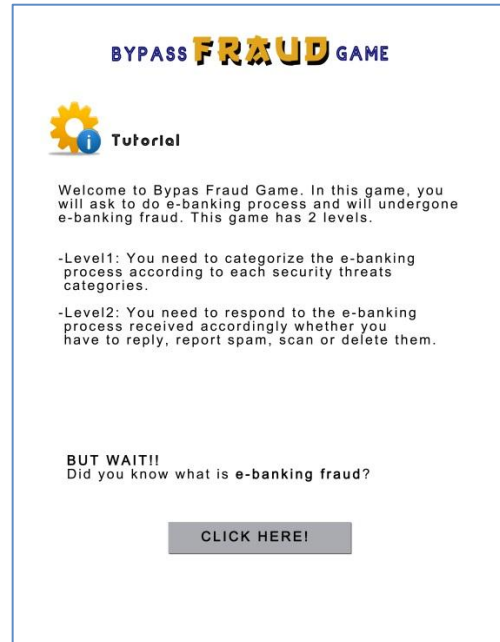 BYPASS FRAUD GAME
i
Tutorial
Welcome to Bypas Fraud Game. In this game, you
will ask to do e-banking process and will undergone
e-banking fraud. This game has 2 levels.
-Level1: You need to categorize the e-banking
process according to each security threats
categories.
-Level2: You need to respond to the e-banking
process received accordingly whether you
have to reply, report spam, scan or delete them.
BUT WAIT!!
Did you know what is e-banking fraud?
CLICK HERE!